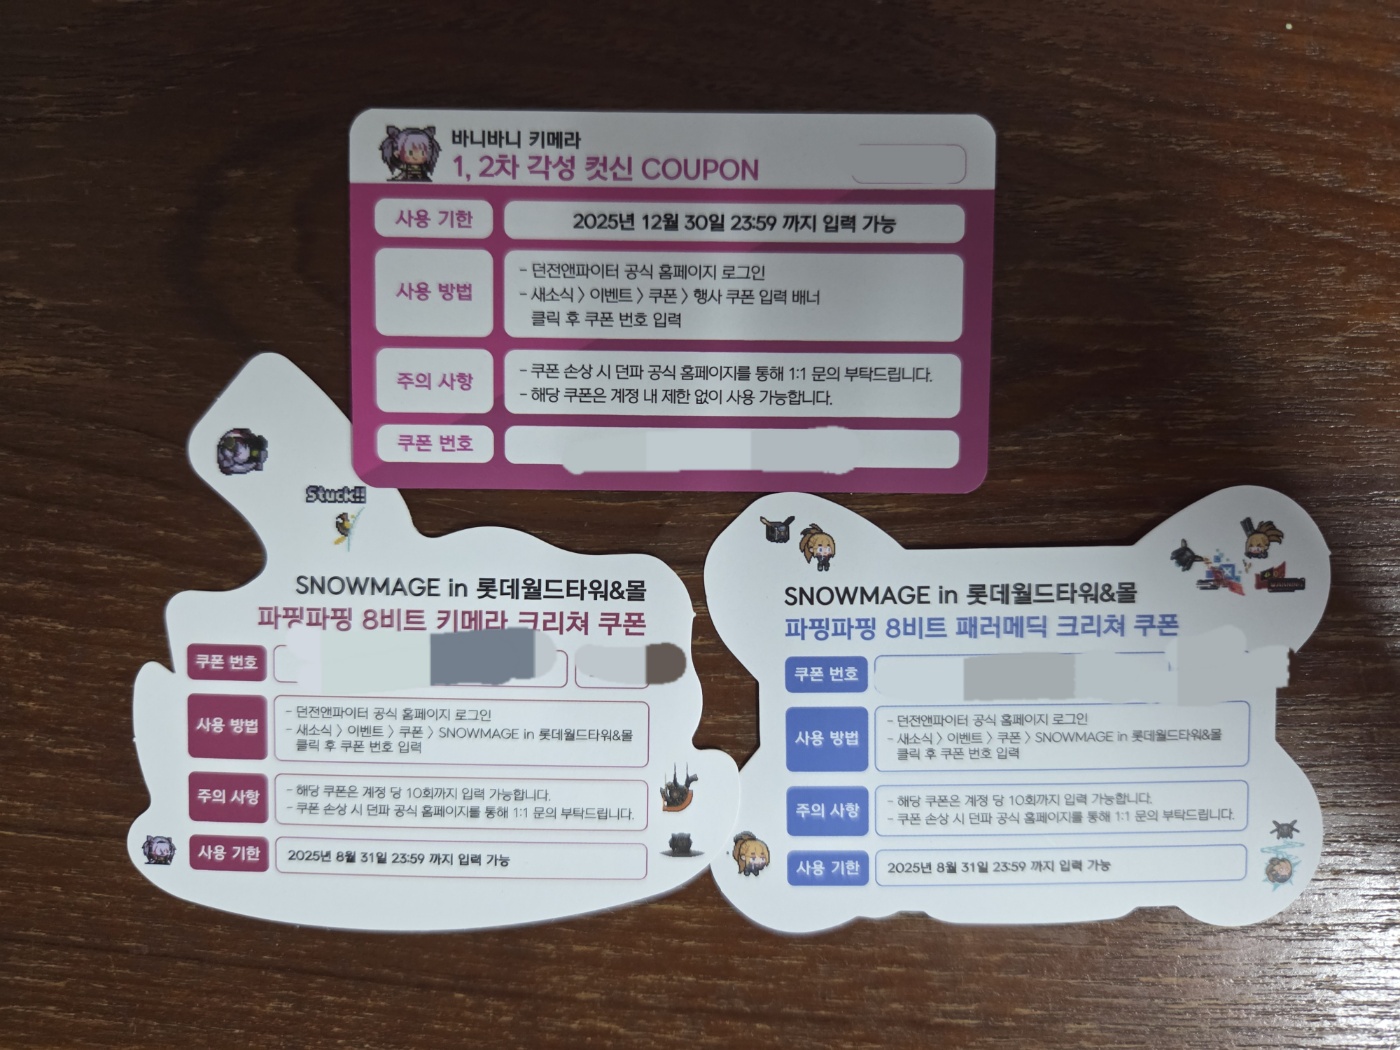 바니바니 키메라
1, 2차 각성 컷신 COUPON
사용 기한
2025년 12월 30일 23:59 까지 입력 가능
사용 방법
- 던전앤파이터 공식 홈페이지 로그인
- 새소식 > 이벤트 > 쿠폰 > 행사 쿠폰 입력 배너
클릭 후 쿠폰 번호 입력
주의 사항
- 쿠폰 손상 시 던파 공식 홈페이지를 통해 1:1 문의 부탁드립니다.
- 해당 쿠폰은 계정 내 제한 없이 사용 가능합니다.
쿠폰 번호
Stuck!!
SNOWMAGE in 롯데월드타워&몰
파핑파핑 8비트 키메라 크리쳐 쿠폰
쿠폰 번호
사용 방법
- 던전앤파이터 공식 홈페이지 로그인
- 새소식 > 이벤트 > 쿠폰 > SNOWMAGE in 롯데월드타워&몰
클릭 후 쿠폰 번호 입력
주의 사항
- 해당 쿠폰은 계정 당 10회까지 입력 가능합니다.
- 쿠폰 손상 시 던파 공식 홈페이지를 통해 1:1 문의 부탁드립니다.
사용 기한
2025년 8월 31일 23:59 까지 입력 가능
SNOWMAGE in 롯데월드타워&몰
파핑파핑 8비트 패러메딕 크리쳐 쿠폰
쿠폰 번호
사용 방법
- 던전앤파이터 공식 홈페이지 로그인
- 새소식 > 이벤트 > 쿠폰 > SNOWMAGE in 롯데월드타워&몰
클릭 후 쿠폰 번호 입력
주의 사항
- 해당 쿠폰은 계정 당 10회까지 입력 가능합니다.
- 쿠폰 손상 시 던파 공식 홈페이지를 통해 1:1 문의 부탁드립니다.
사용 기한
2025년 8월 31일 23:59 까지 입력 가능